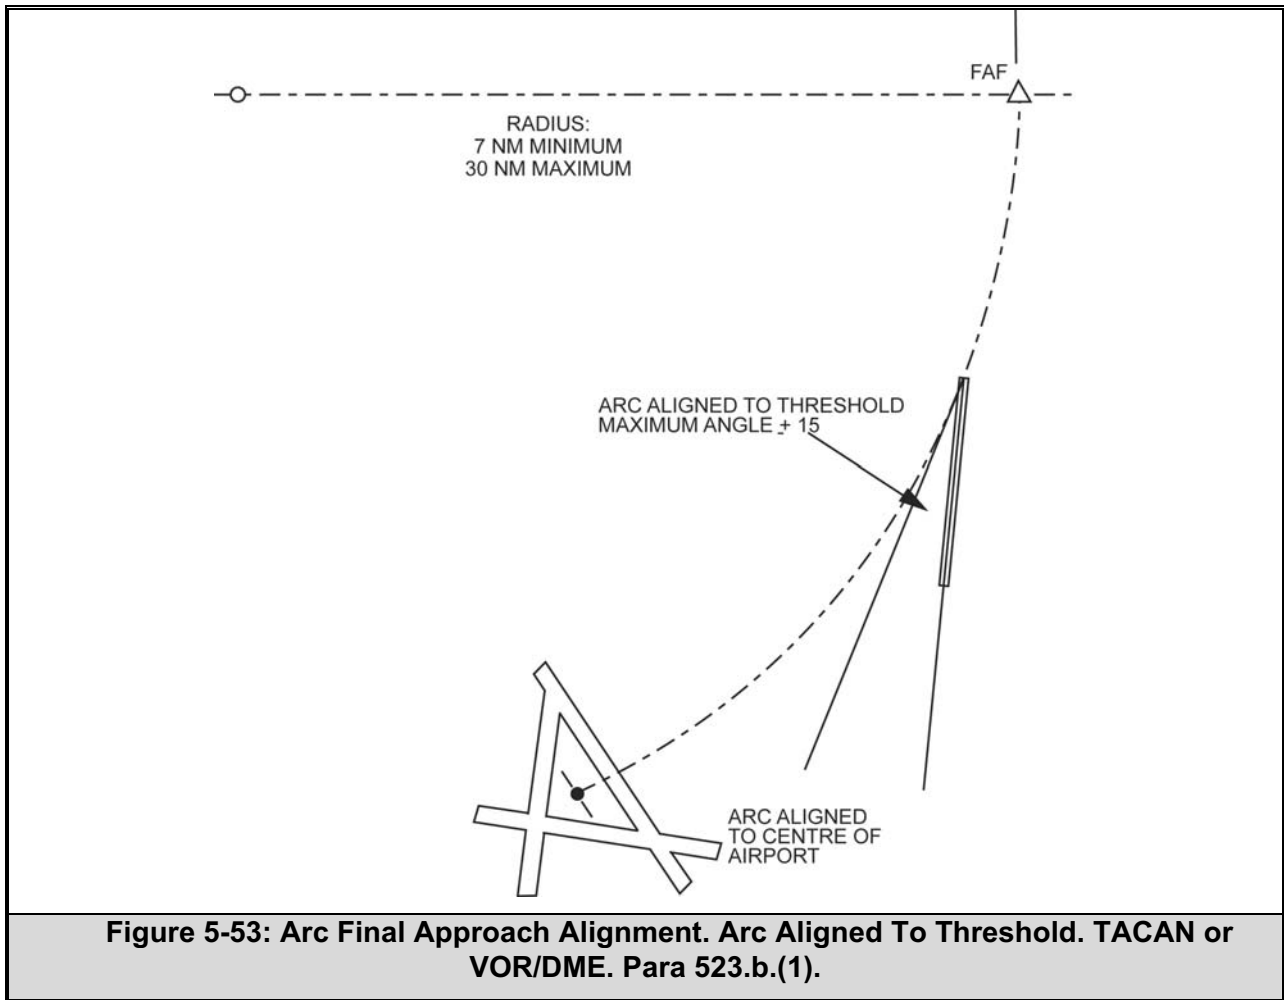 FAF
RADIUS:
7 NM MINIMUM
30 NM MAXIMUM
ARC ALIGNED TO THRESHOLD
MAXIMUM ANGLE ± 15
ARC ALIGNED
TO CENTRE OF
AIRPORT
Figure 5-53: Arc Final Approach Alignment. Arc Aligned To Threshold. TACAN or
VOR/DME. Para 523.b.(1).